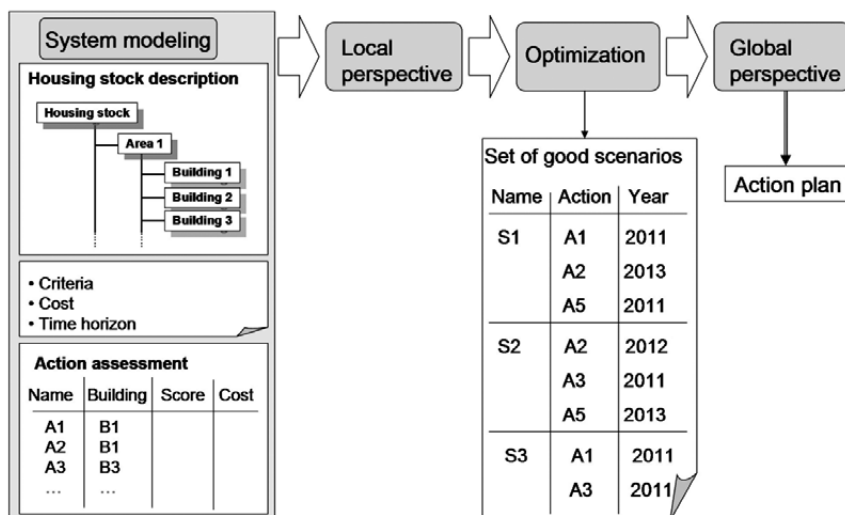 System modeling
Housing stock description
Housing stock
Area 1
Building 1
Building 2
Building 3
• Criteria
• Cost
• Time horizon
Action assessment
Name Building Score Cost
A1 B1
A2 B1
A3 B3
... ...
Local
perspective
Optimization
Global
perspective
Set of good scenarios
Name Action Year
S1 A1 2011
A2 2013
A5 2011
S2 A2 2012
A3 2011
A5 2013
S3 A1 2011
A3 2011
Action plan